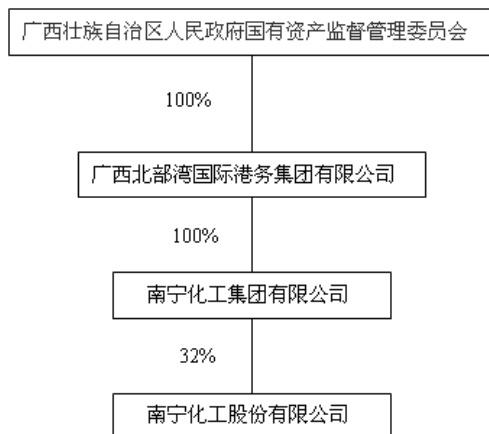 广西壮族自治区人民政府国有资产监督管理委员会
100%
广西北部湾国际港务集团有限公司
100%
南宁化工集团有限公司
32%
南宁化工股份有限公司